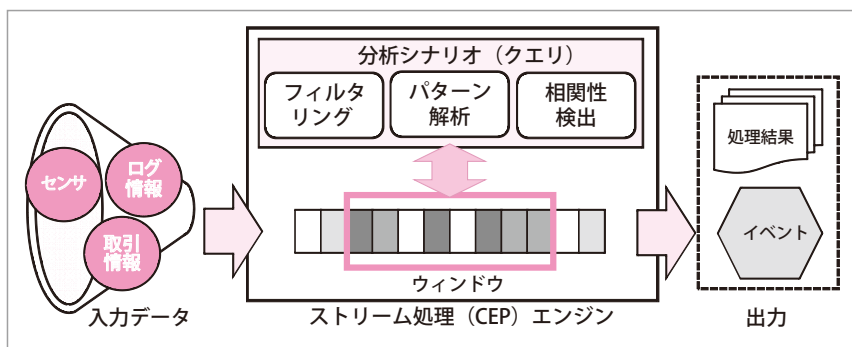 分析シナリオ（クエリ）
フィルタ
リング
パターン
解析
相関性
検出
センサ
ログ
情報
取引
情報
ウィンドウ
処理結果
イベント
入力データ
ストリーム処理（CEP）エンジン
出力